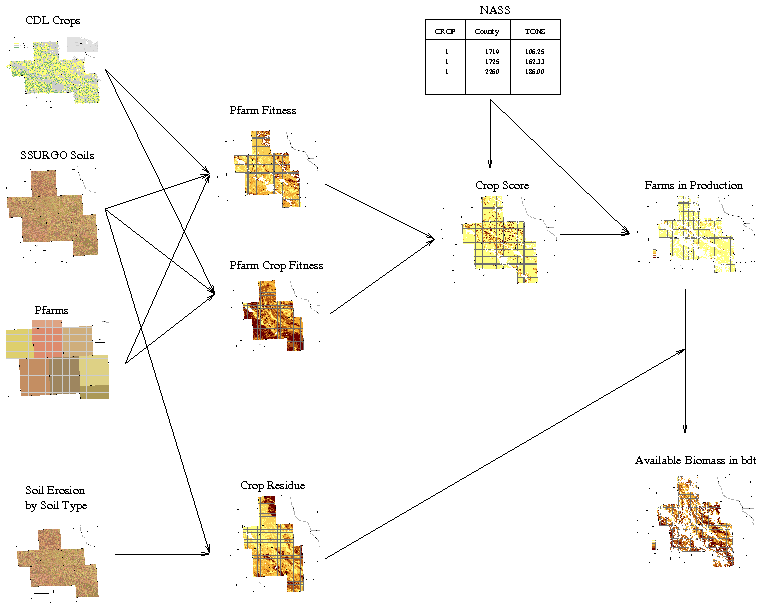 NASS
CROP County TONS
1 1719 106.25
1 1725 162.33
1 2260 186.00
CDL Crops
SSURGO Soils
Pfarms
Soil Erosion
by Soil Type
Pfarm Fitness
Pfarm Crop Fitness
Crop Residue
Crop Score
Farms in Production
Available Biomass in bdt